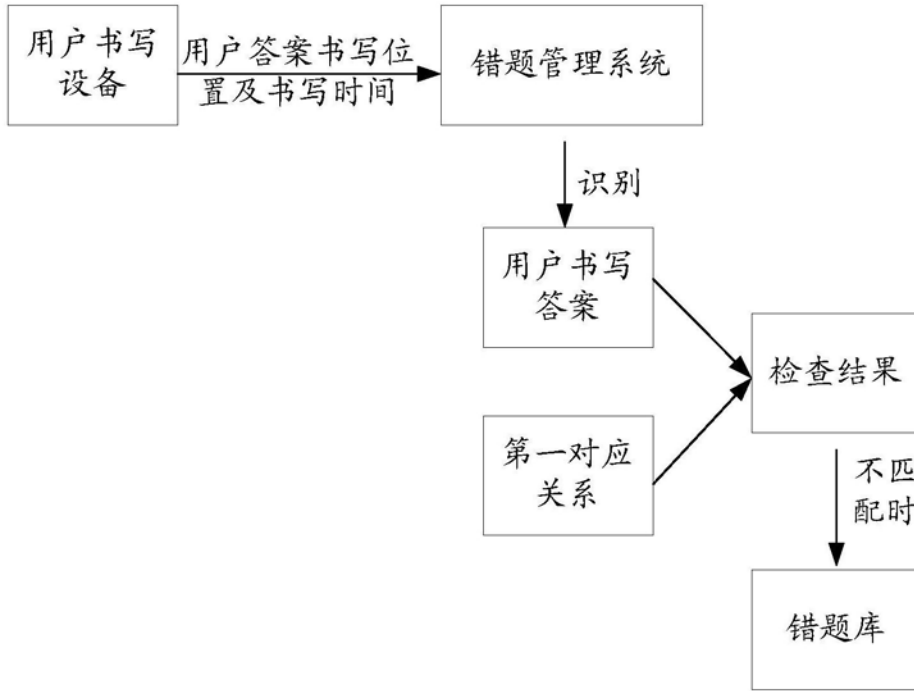 用户书写
设备
用户答案书写位
置及书写时间
错题管理系统
识别
用户书写
答案
检查结果
第一对应
关系
不匹
配时
错题库